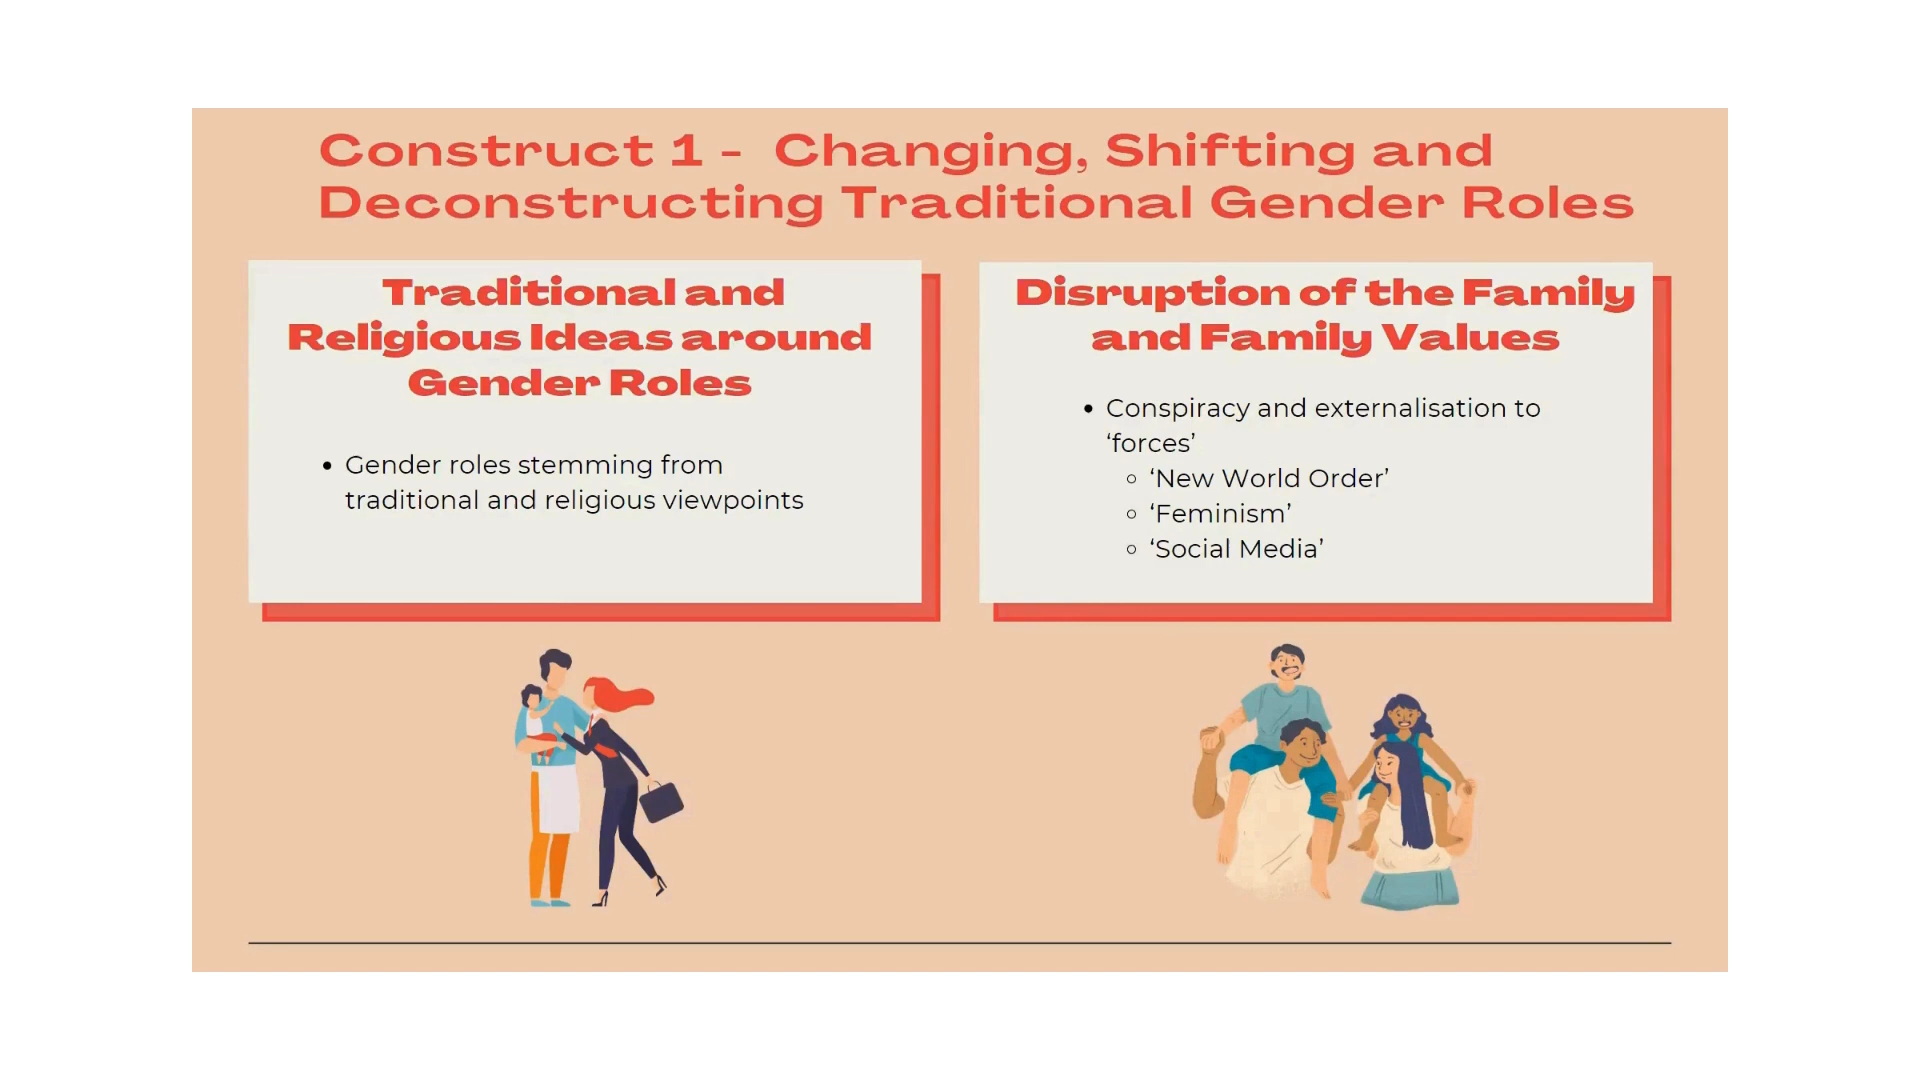 Construct 1 - Changing, Shifting and
Deconstructing Traditional Gender Roles
Traditional and
Religious Ideas around
Gender Roles
• Gender roles stemming from
traditional and religious viewpoints
Disruption of the Family
and Family Values
• Conspiracy and externalisation to
‘forces’
◦ ‘New World Order’
◦ ‘Feminism’
◦ ‘Social Media’